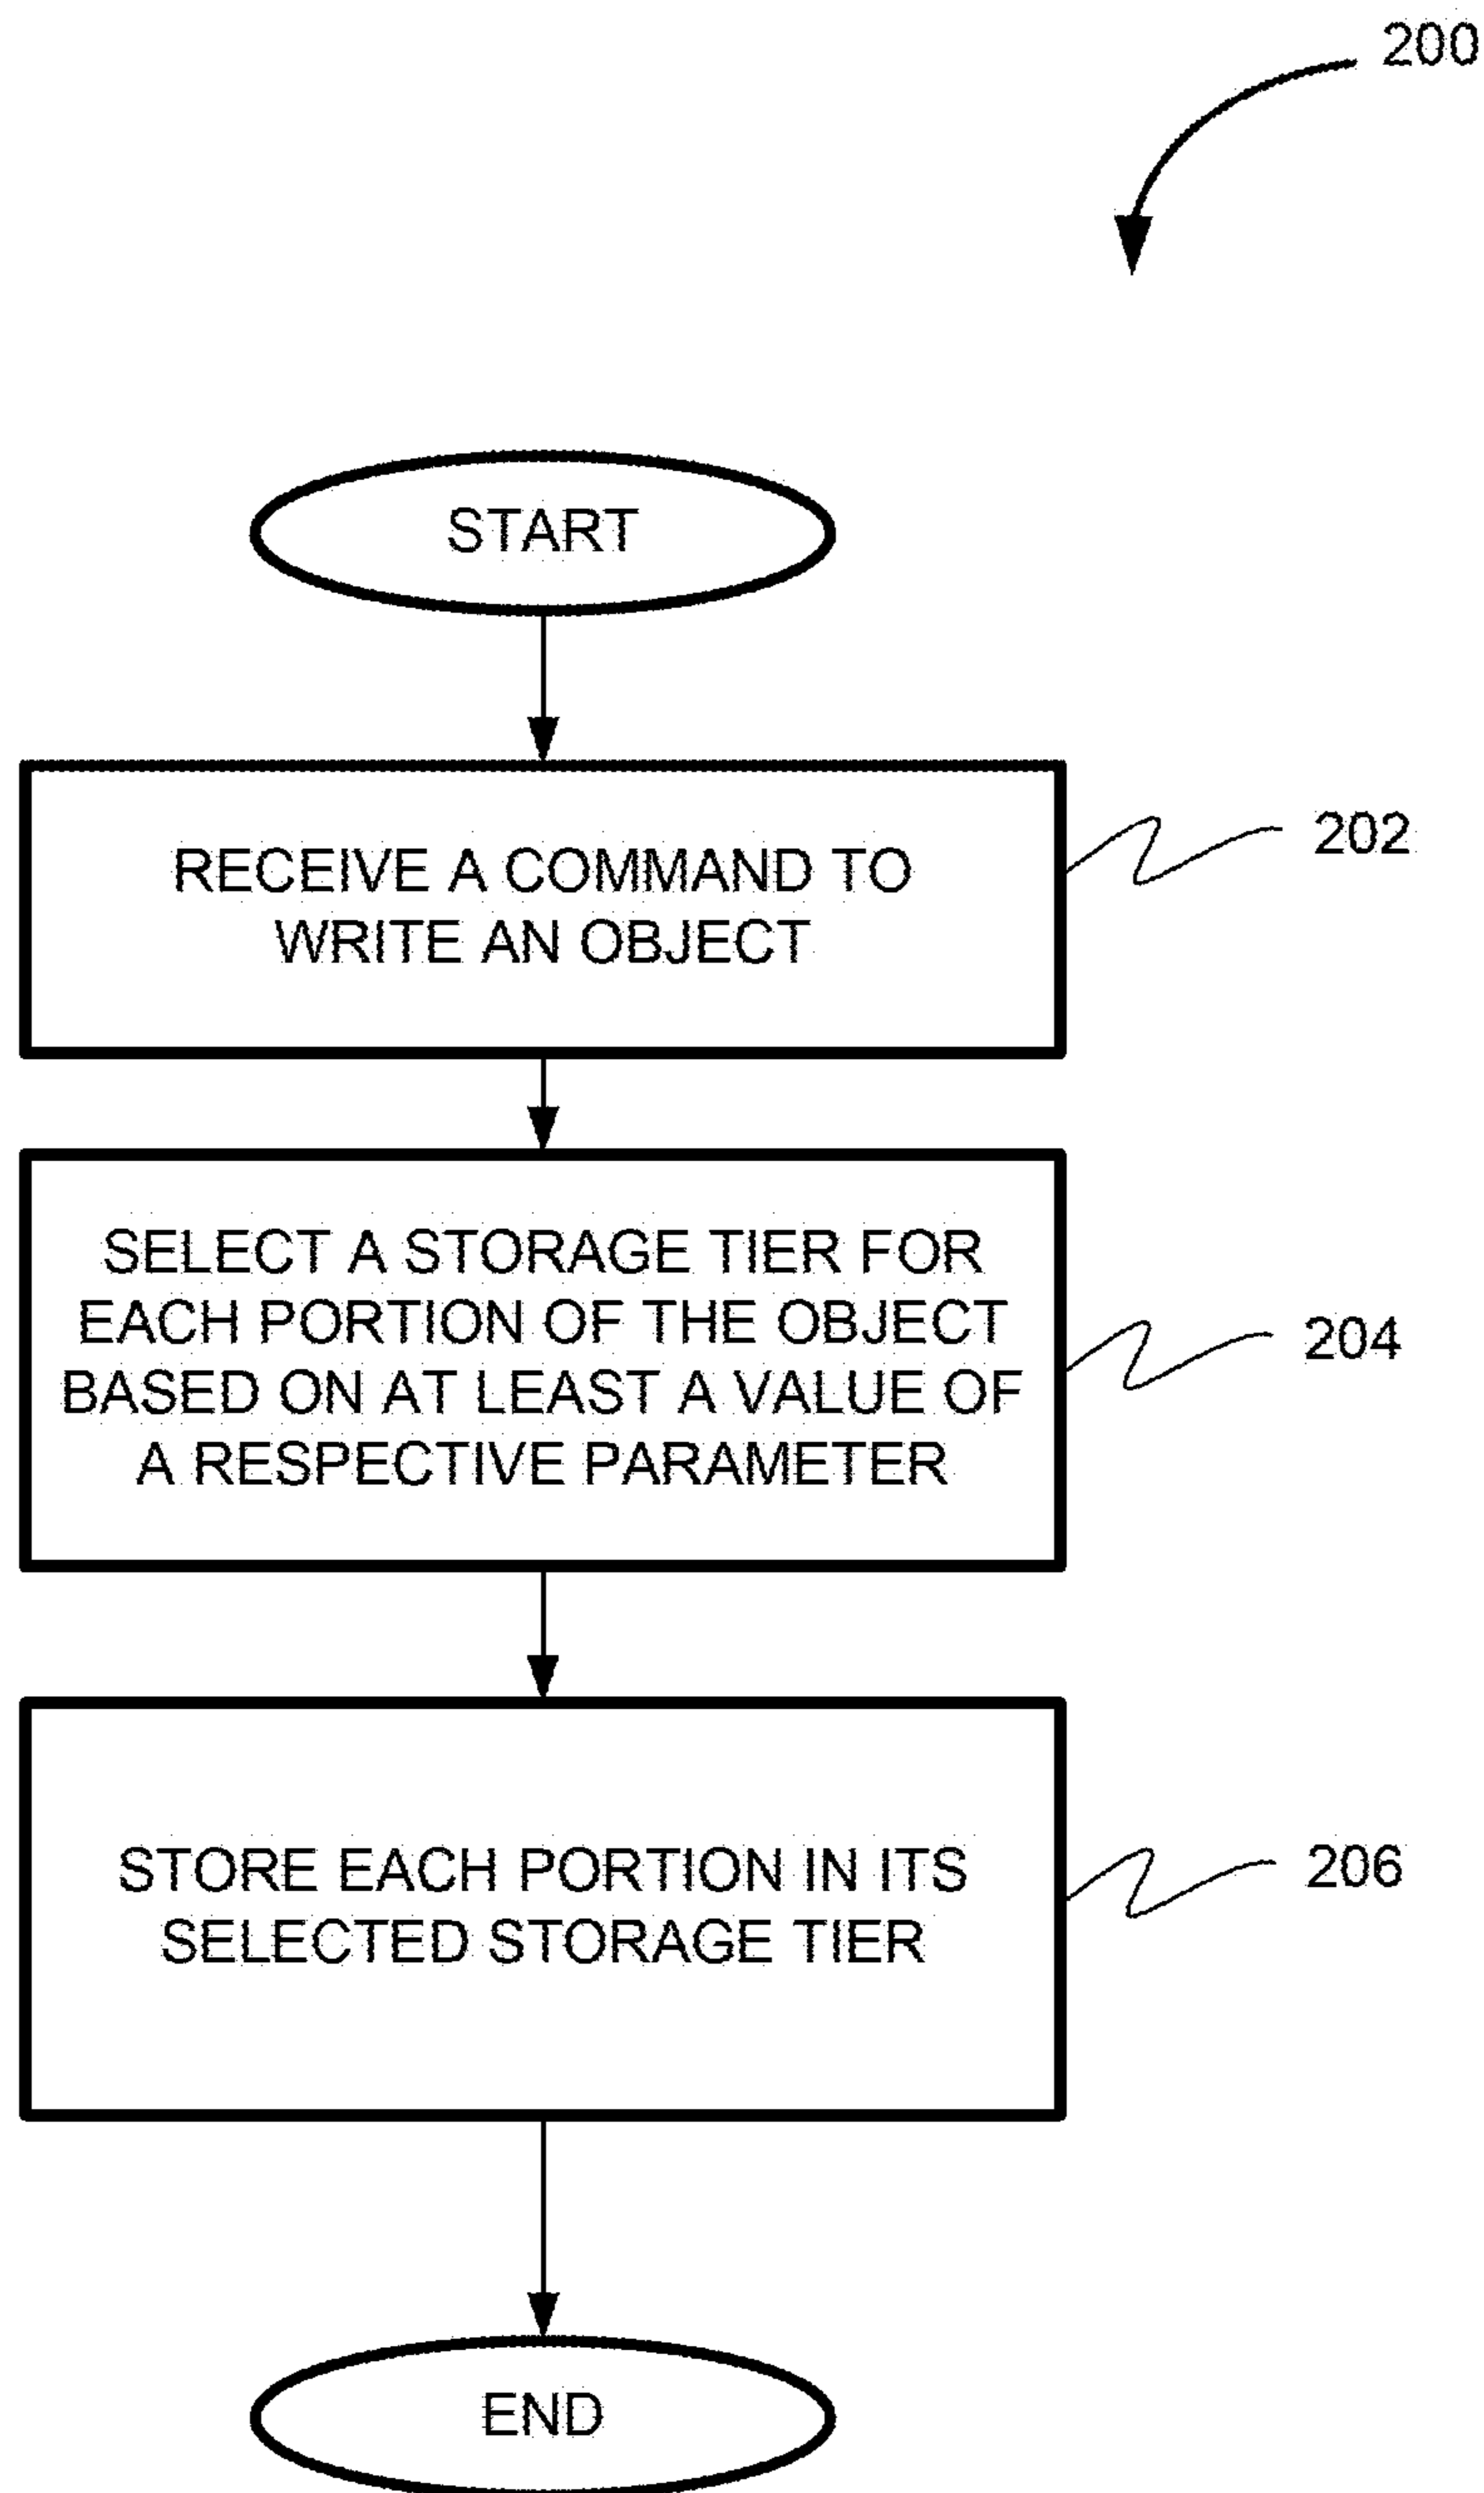 200
START
RECEIVE A COMMAND TO
WRITE AN OBJECT
202
SELECT A STORAGE TIER FOR
EACH PORTION OF THE OBJECT
BASED ON AT LEAST A VALUE OF
A RESPECTIVE PARAMETER
204
STORE EACH PORTION IN ITS
SELECTED STORAGE TIER
206
END